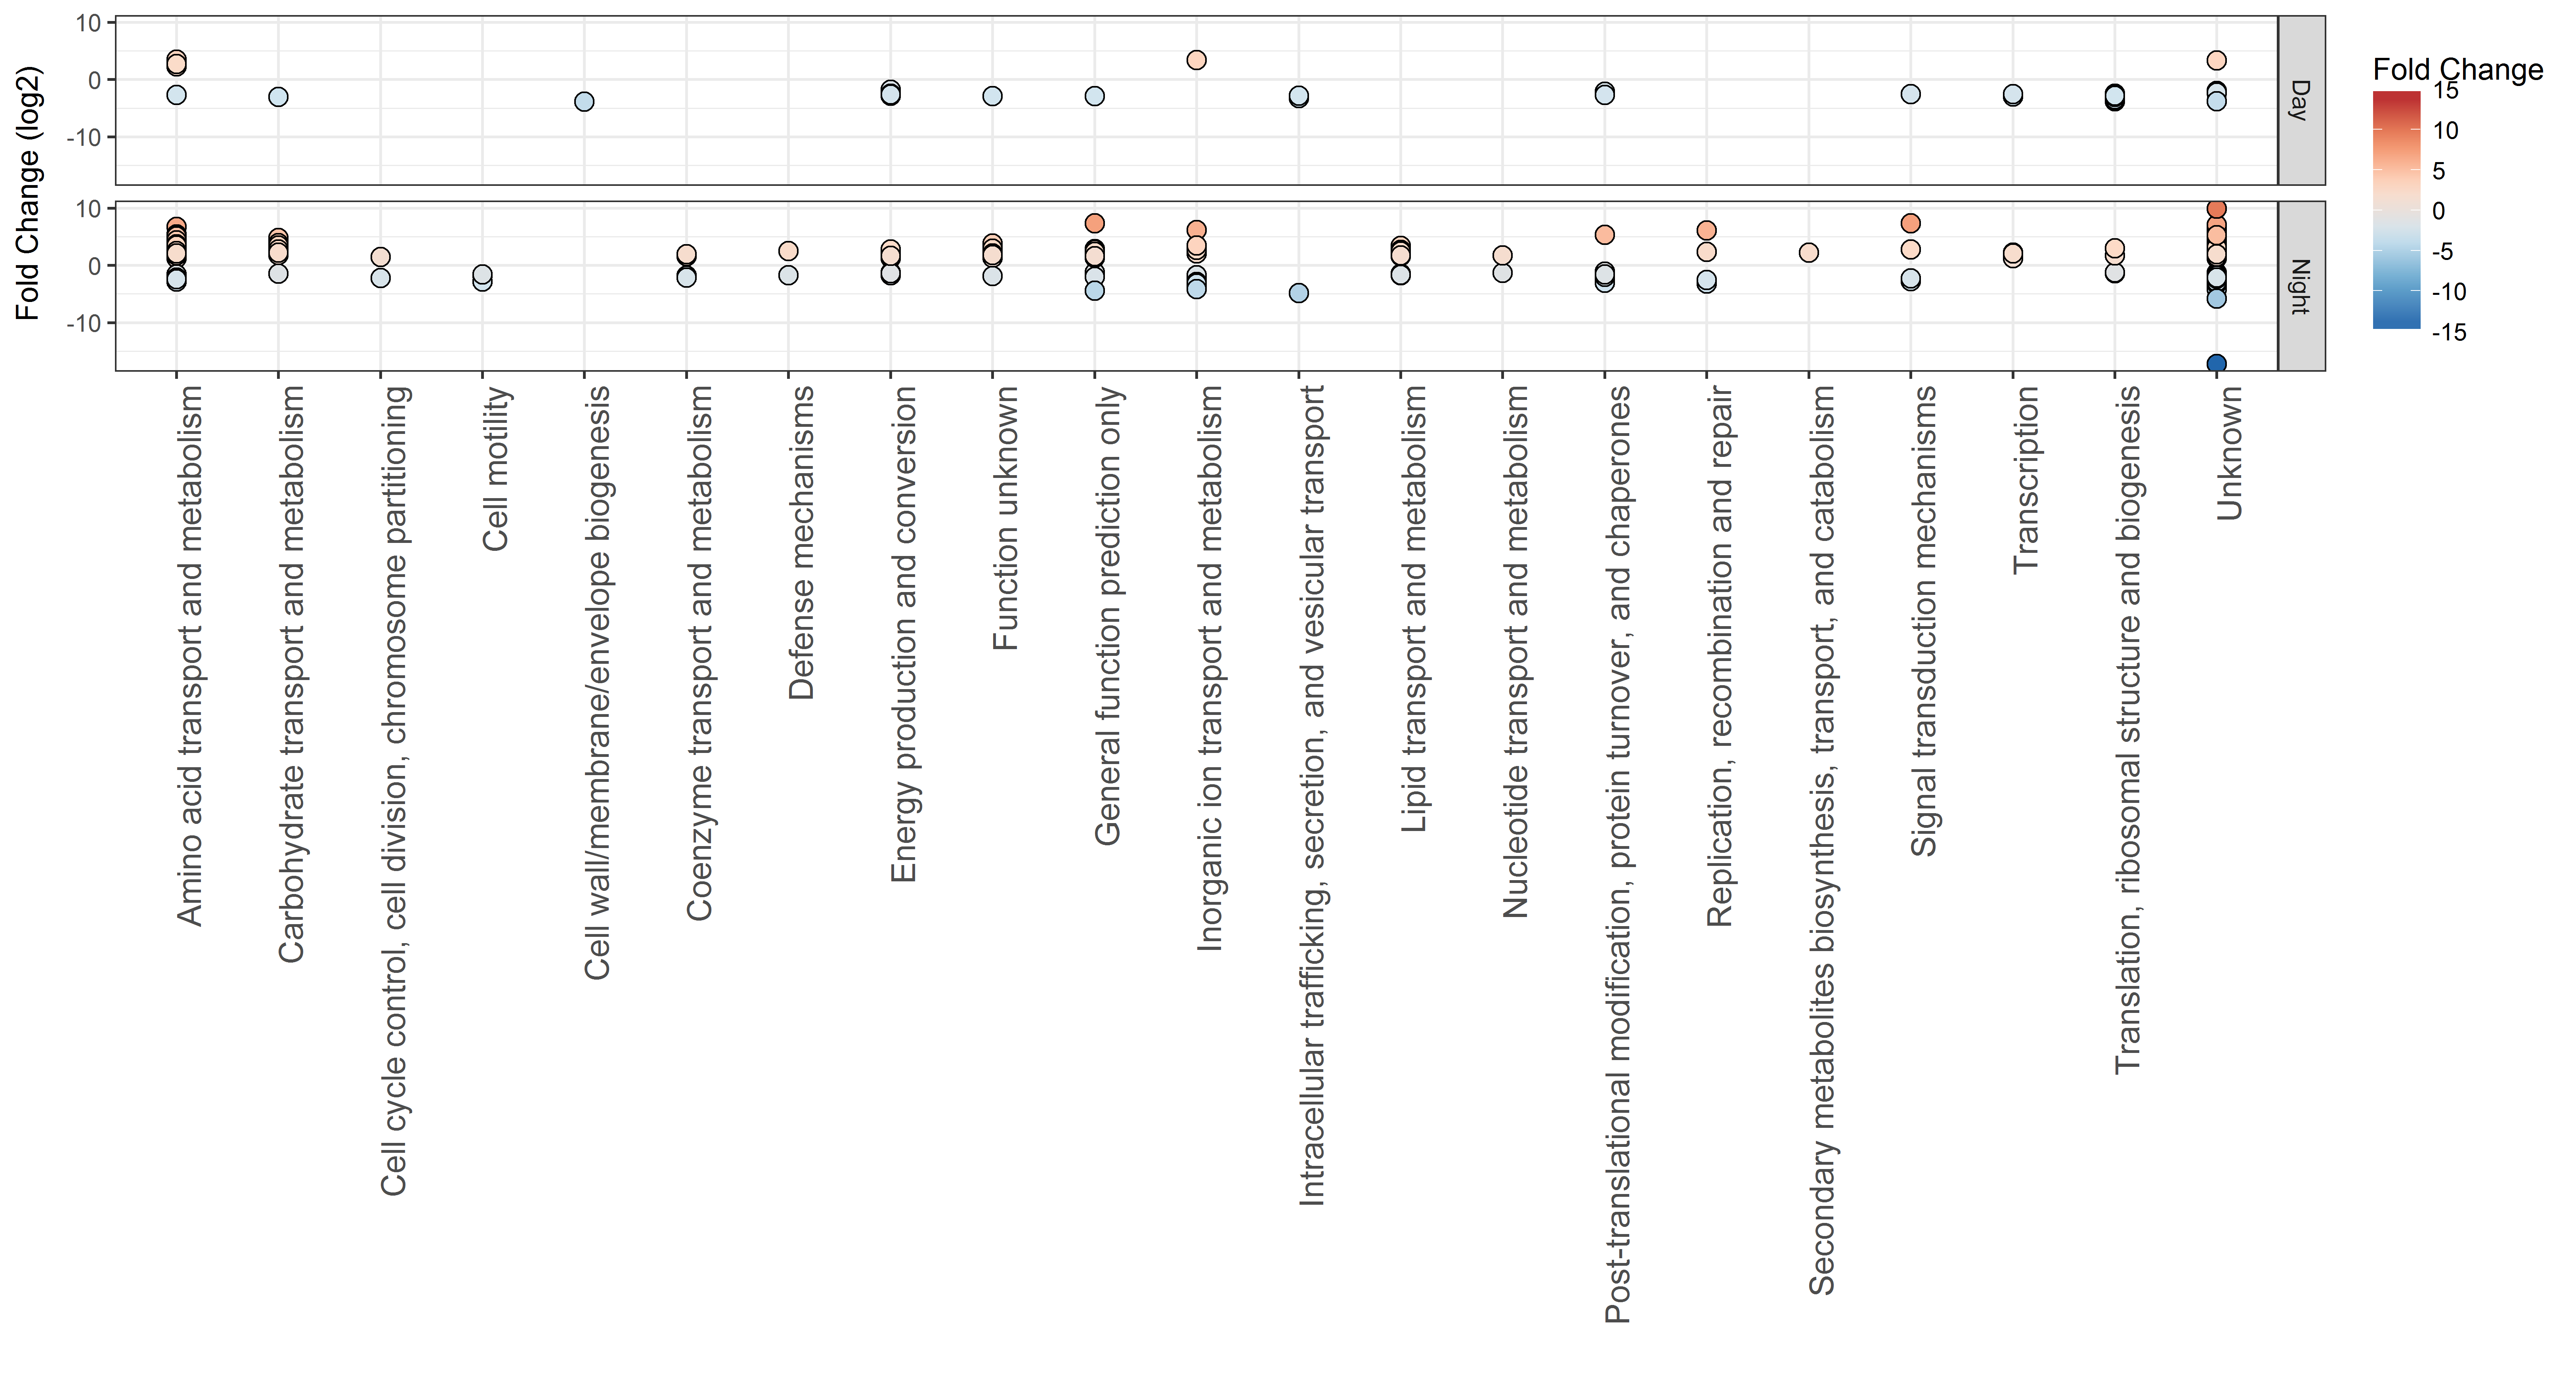 Fold Change (log2)
10
0
-10
Day
10
0
-10
Night
Amino acid transport and metabolism
Carbohydrate transport and metabolism
Cell cycle control, cell division, chromosome partitioning
Cell motility
Cell wall/membrane/envelope biogenesis
Coenzyme transport and metabolism
Defense mechanisms
Energy production and conversion
Function unknown
General function prediction only
Inorganic ion transport and metabolism
Intracellular trafficking, secretion, and vesicular transport
Lipid transport and metabolism
Nucleotide transport and metabolism
Post-translational modification, protein turnover, and chaperones
Replication, recombination and repair
Secondary metabolites biosynthesis, transport, and catabolism
Signal transduction mechanisms
Transcription
Translation, ribosomal structure and biogenesis
Unknown
Fold Change
15
10
5
0
-5
-10
-15